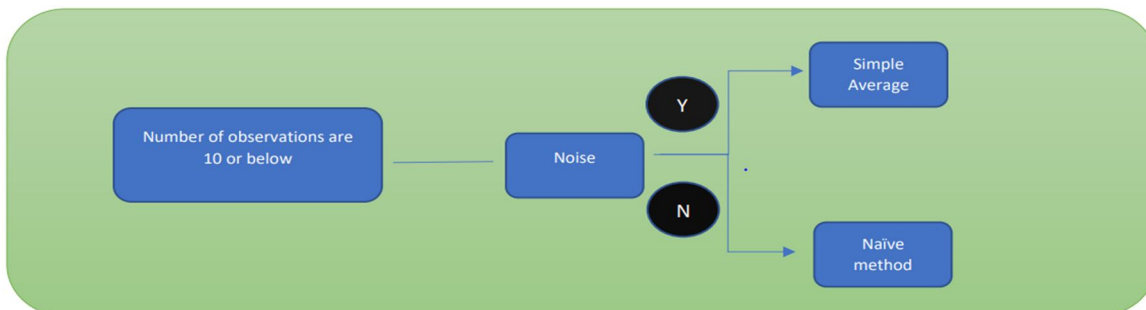 Number of observations are
10 or below
Noise
Y
N
Simple
Average
Naïve
method